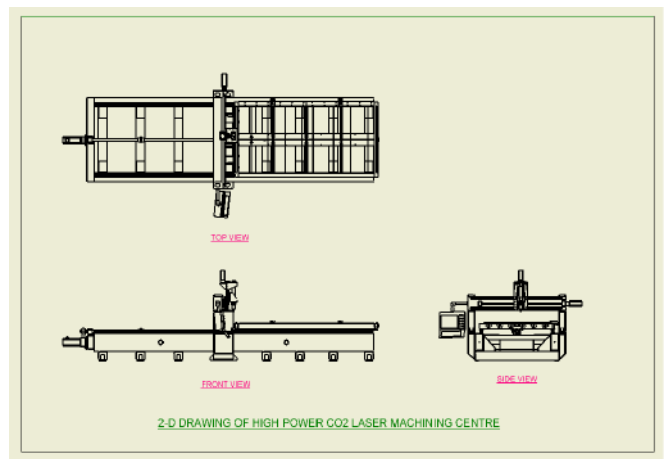 TOP VIEW
FRONT VIEW
SIDE VIEW
2-D DRAWING OF HIGH POWER CO2 LASER MACHINING CENTRE